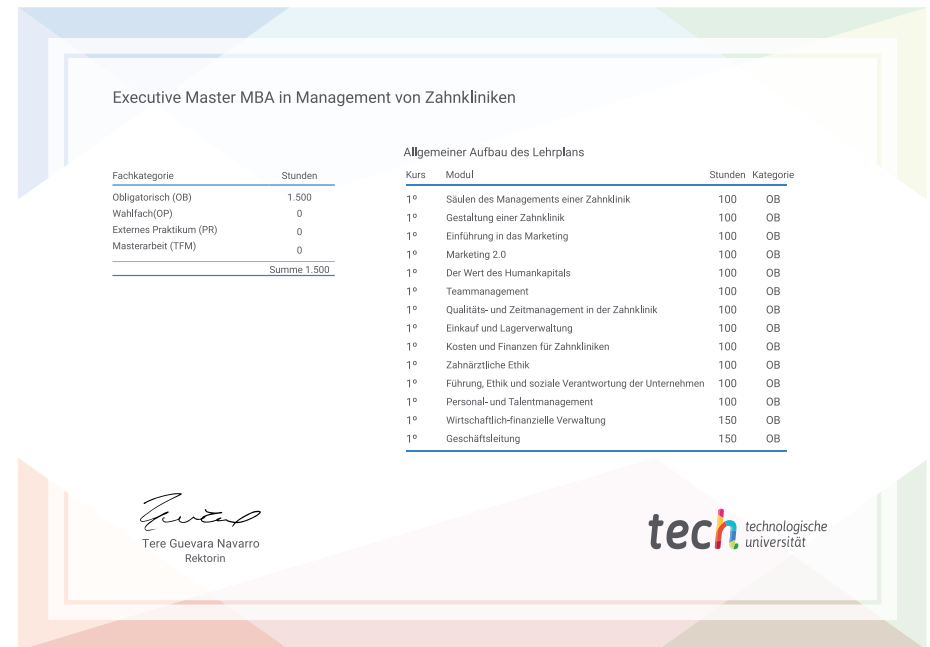 Executive Master MBA in Management von Zahnkliniken
Fachkategorie Stunden
Obligatorisch (OB) 1.500
Wahlfach(OP) 0
Externes Praktikum (PR) 0
Masterarbeit (TFM) 0
Summe 1.500
Allgemeiner Aufbau des Lehrplans
Kurs Modul Stunden Kategorie
1º Säulen des Managements einer Zahnklinik 100 OB
1º Gestaltung einer Zahnklinik 100 OB
1º Einführung in das Marketing 100 OB
1º Marketing 2.0 100 OB
1º Der Wert des Humankapitals 100 OB
1º Teammanagement 100 OB
1º Qualitäts- und Zeitmanagement in der Zahnklinik 100 OB
1º Einkauf und Lagerverwaltung 100 OB
1º Kosten und Finanzen für Zahnkliniken 100 OB
1º Zahnärztliche Ethik 100 OB
1º Führung, Ethik und soziale Verantwortung der Unternehmen 100 OB
1º Personal- und Talentmanagement 100 OB
1º Wirtschaftlich-finanzielle Verwaltung 150 OB
1º Geschäftsleitung 150 OB
Tere Guevara Navarro
Rektorin
tech technologische
universität